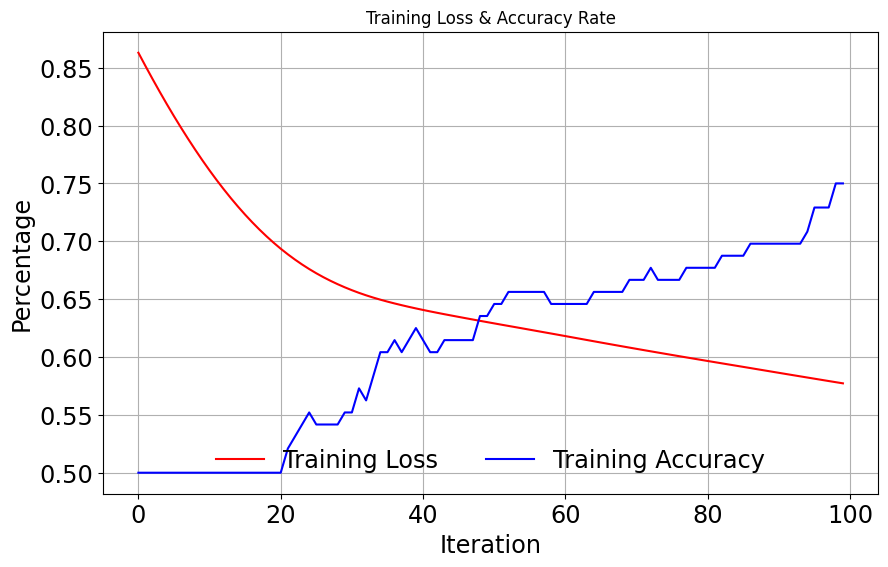 Training Loss & Accuracy Rate
0.85
0.80
0.75
0.70
0.65
0.60
0.55
0.50
Percentage
Training Loss Training Accuracy
0 20 40 60 80 100
Iteration